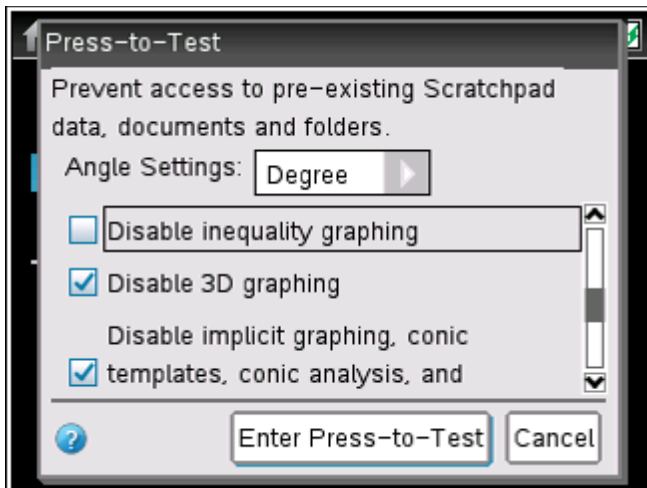 Press-to-Test
Prevent access to pre-existing Scratchpad
data, documents and folders.
Angle Settings: Degree
Disable inequality graphing
Disable 3D graphing
Disable implicit graphing, conic
templates, conic analysis, and
? Enter Press-to-Test Cancel